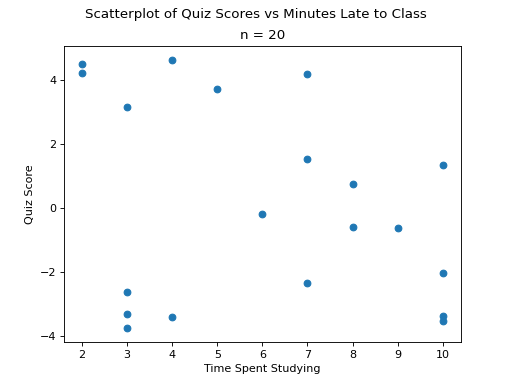 Scatterplot of Quiz Scores vs Minutes Late to Class
n = 20
4
2
0
−2
−4
Quiz Score
2 3 4 5 6 7 8 9 10
Time Spent Studying